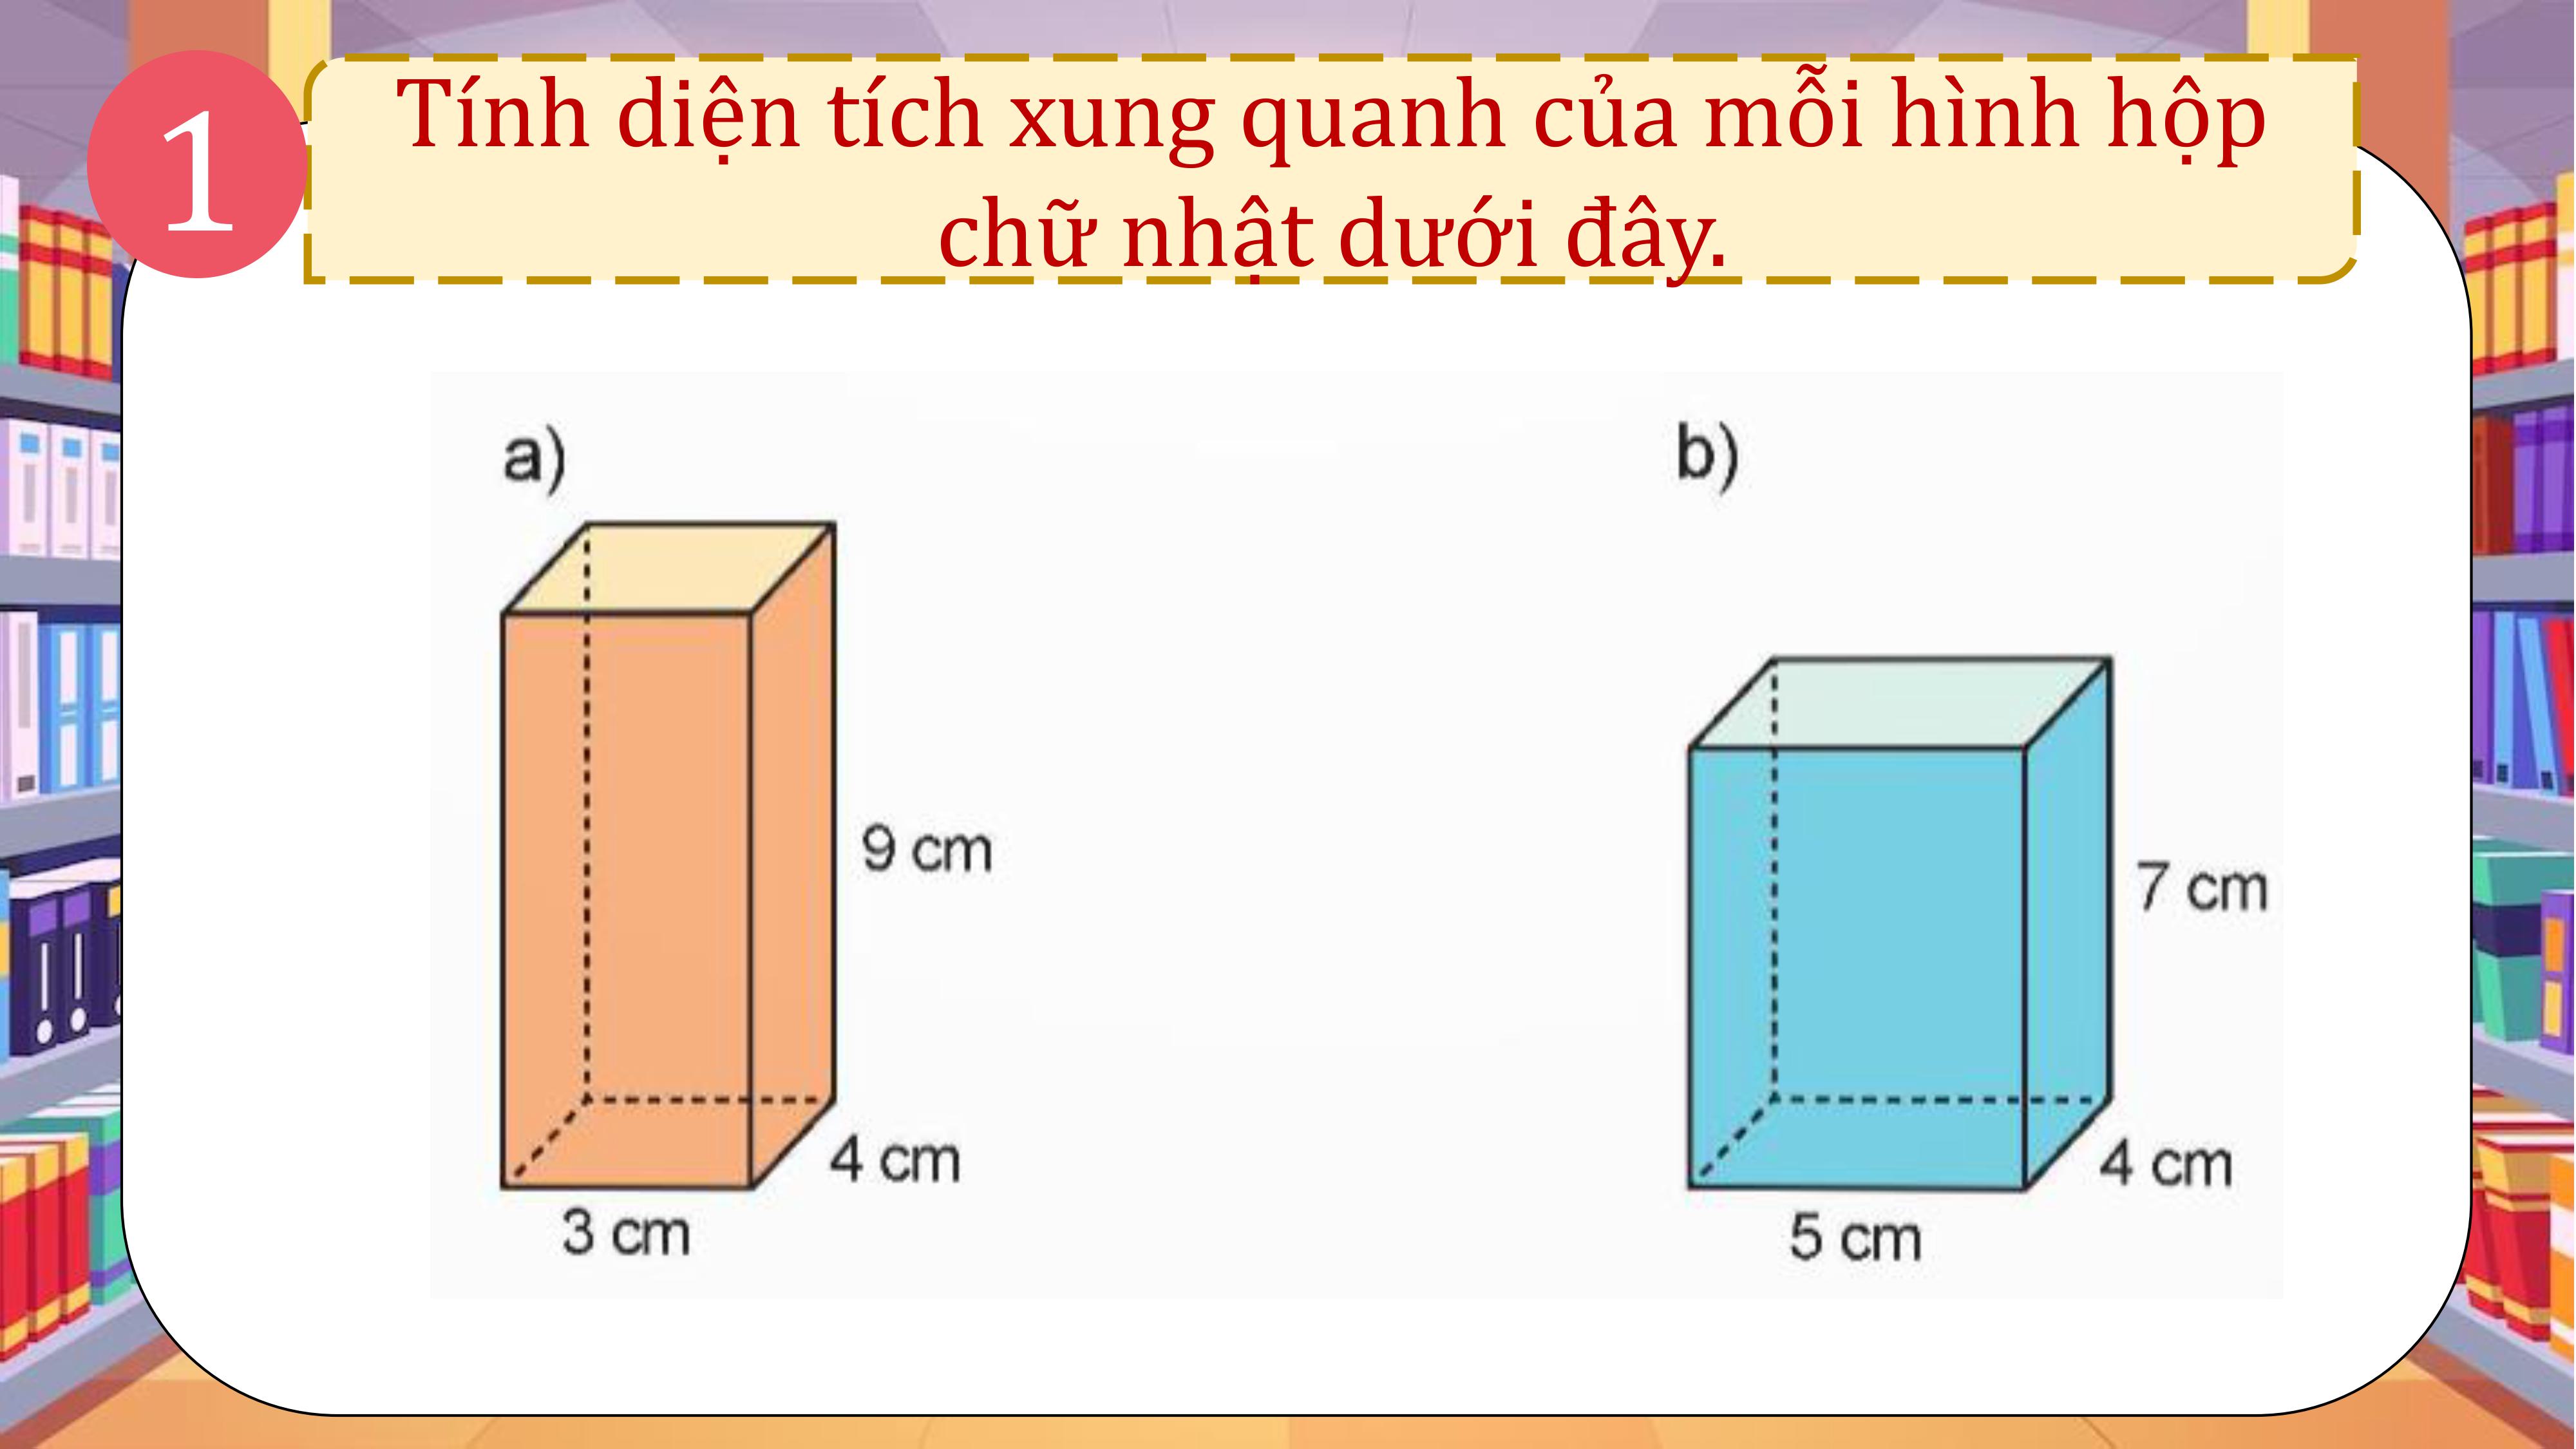 1
Tính diện tích xung quanh của mỗi hình hộp
chữ nhật dưới đây.
a)
b)
9 cm
4 cm
3 cm
7 cm
4 cm
5 cm